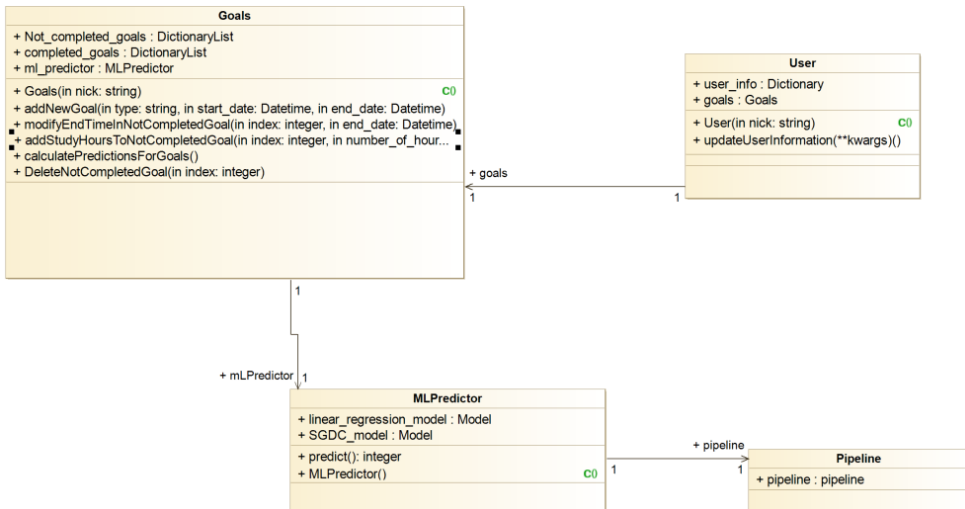 Goals
+ Not_completed_goals : DictionaryList
+ completed_goals : DictionaryList
+ ml_predictor : MLPredictor
+ Goals(in nick: string) C()
+ addNewGoal(in type: string, in start_date: Datetime, in end_date: Datetime)
+ modifyEndTimeInNotCompletedGoal(in index: integer, in end_date: Datetime)
+ addStudyHoursToNotCompletedGoal(in index: integer, in number_of_hour...
+ calculatePredictionsForGoals()
+ DeleteNotCompletedGoal(in index: integer)
User
+ user_info : Dictionary
+ goals : Goals
+ User(in nick: string) C()
+ updateUserInformation(**kwargs)()
+ goals
1 1
1
+ mLPredictor 1
MLPredictor
+ linear_regression_model : Model
+ SGDC_model : Model
+ predict(): integer
+ MLPredictor() C()
+ pipeline
1 1
Pipeline
+ pipeline : pipeline